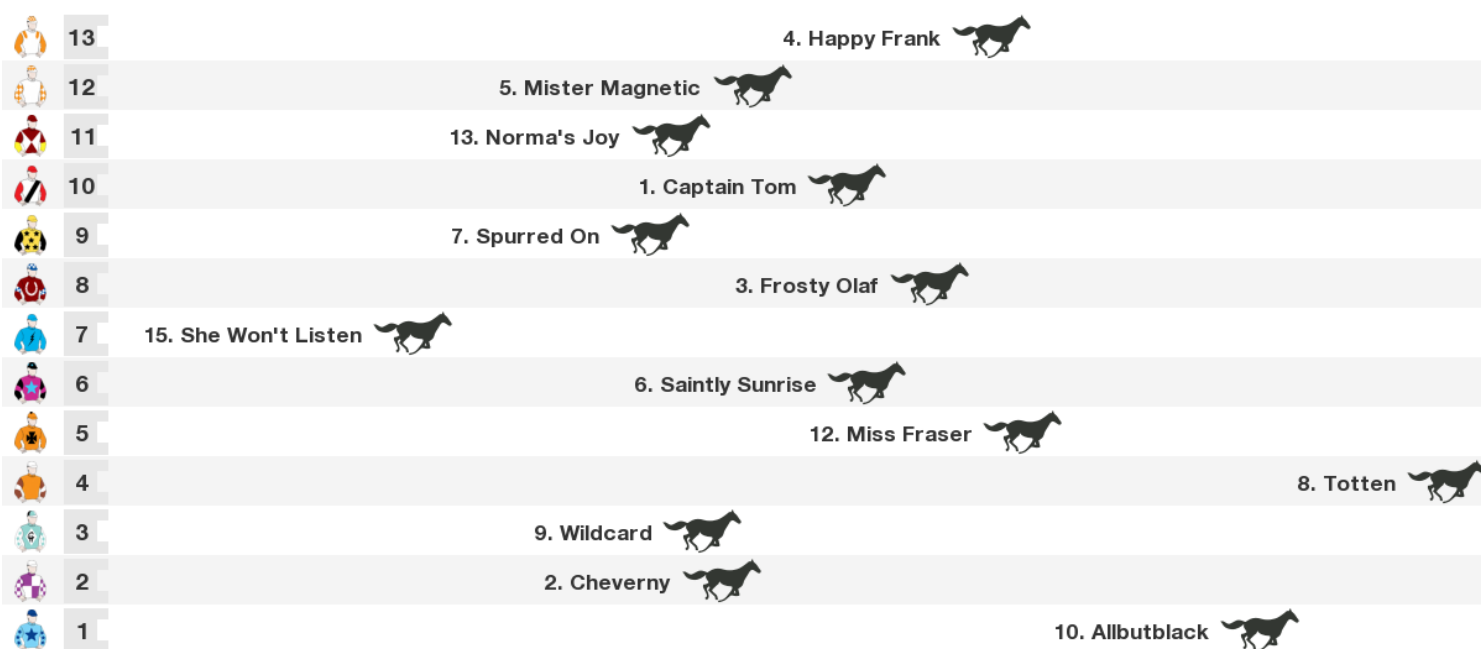 13 4. Happy Frank
12 5. Mister Magnetic
11 13. Norma's Joy
10 1. Captain Tom
9 7. Spurred On
8 3. Frosty Olaf
7 15. She Won't Listen
6 6. Saintly Sunrise
5 12. Miss Fraser
4 8. Totten
3 9. Wildcard
2 2. Cheverny
1 10. Allbutblack